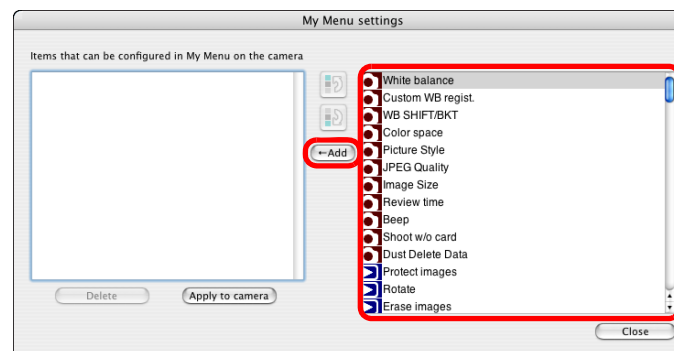 My Menu settings
Items that can be configured in My Menu on the camera
←Add
Delete
Apply to camera
White balance
Custom WB regist.
WB SHIFT/BKT
Color space
Picture Style
JPEG Quality
Image Size
Review time
Beep
Shoot w/o card
Dust Delete Data
Protect images
Rotate
Erase images
Close